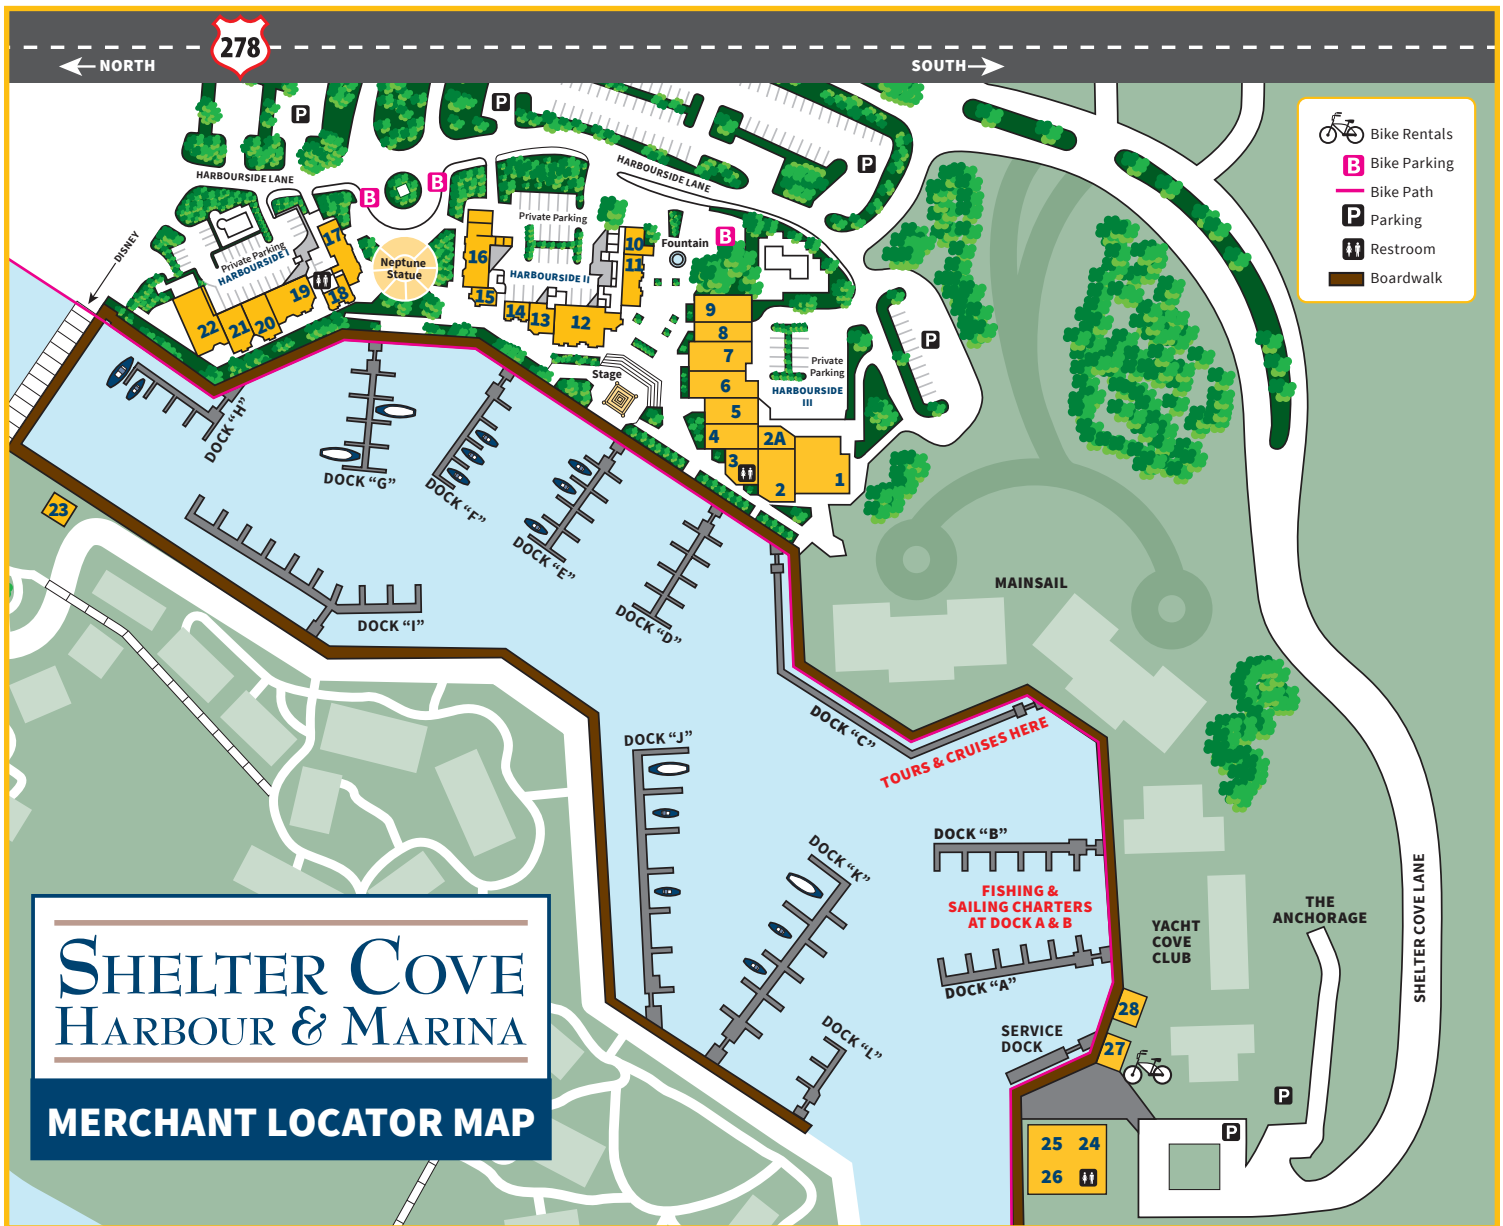 278
NORTH
SOUTH
Bike Rentals
B Bike Parking
Bike Path
P Parking
Restroom
Boardwalk
P
P
P
P
HARBOURSIDE LANE
HARBOURSIDE LANE
B
B
B
DISNEY
Private Parking
HARBOURSIDE I
17
18
19
20
21
22
Neptune
Statue
Private Parking
HARBOURSIDE II
16
15
14
13
12
10
11
Fountain
Stage
9
8
7
6
5
4
3
2A
2
1
Private
Parking
HARBOURSIDE
III
23
DOCK “H”
DOCK “G”
DOCK “F”
DOCK “E”
DOCK “D”
DOCK “I”
MAINSAIL
DOCK “C”
TOURS & CRUISES HERE
DOCK “J”
DOCK “K”
DOCK “B”
FISHING &
SAILING CHARTERS
AT DOCK A & B
DOCK “A”
YACHT
COVE
CLUB
THE
ANCHORAGE
SHELTER COVE LANE
DOCK “L”
SERVICE
DOCK
28
27
P
P
25 24
26
SHELTER COVE
HARBOUR & MARINA
MERCHANT LOCATOR MAP